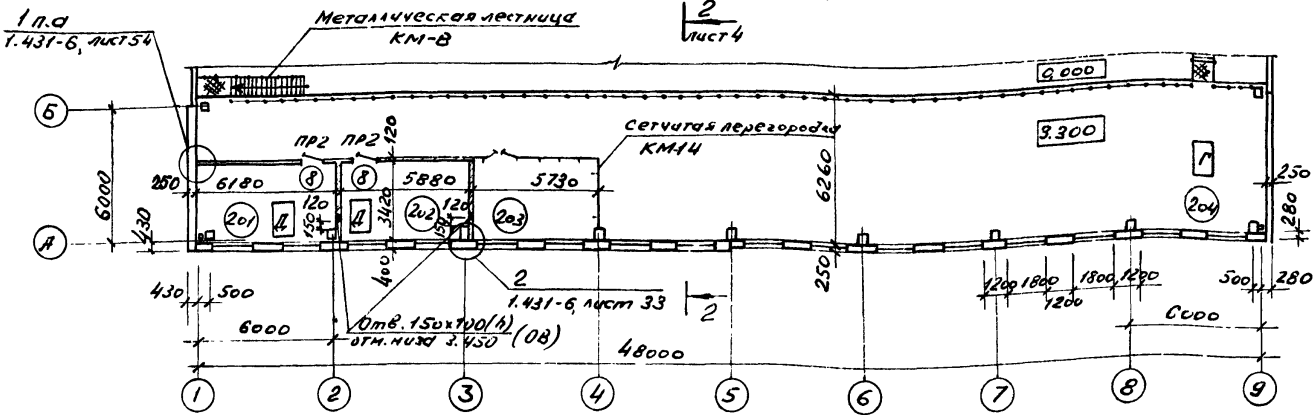 1 п.а
1.431-6, лист 54
Металлическая лестница
КМ-8
2
лист 4
0,000
Б
ПР2 ПР2
120
Сетчатая перегородка
КМ-14
3.300
8 8
Г
250 6180 5880 5730
6260
250
6000
120 3420 120
201 Д Д 202 203
204
150 150
280
430
А
400
250
2
1.431-6, лист 33
2
430 500
1200 1800 1800 1200
1200
500 280
6000
Отв. 150х100(h)
отм. низа 3.450 (ОВ)
6000
48000
1 2 3 4 5 6 7 8 9